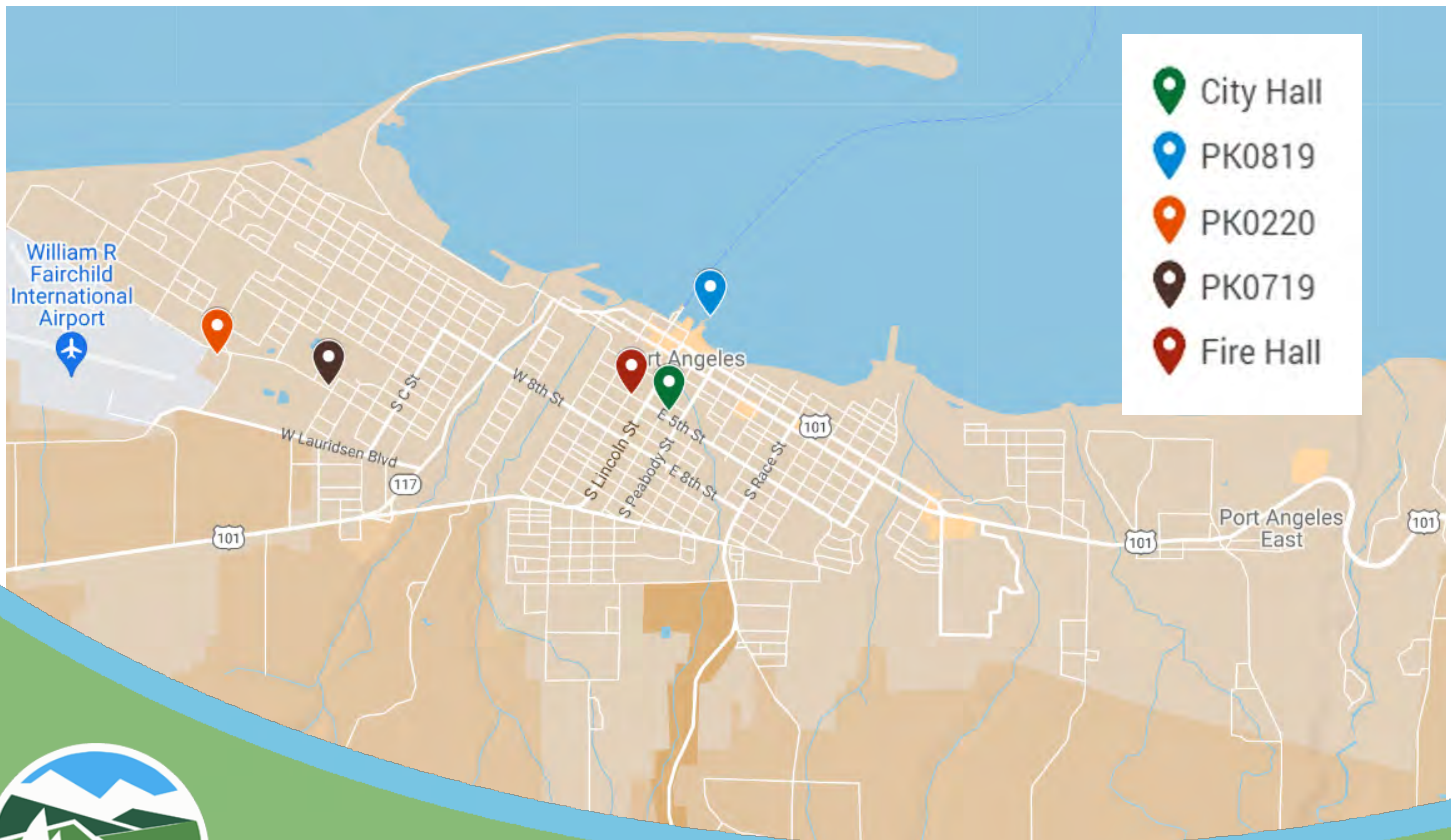 City Hall
PK0819
PK0220
PK0719
Fire Hall
William R
Fairchild
International
Airport
rt Angeles
S C St
W 8th St
E 5th St
101
W Lauridsen Blvd
S Lincoln St
S Peabody St
E 8th St
S Race St
117
101
Port Angeles
East
101
101